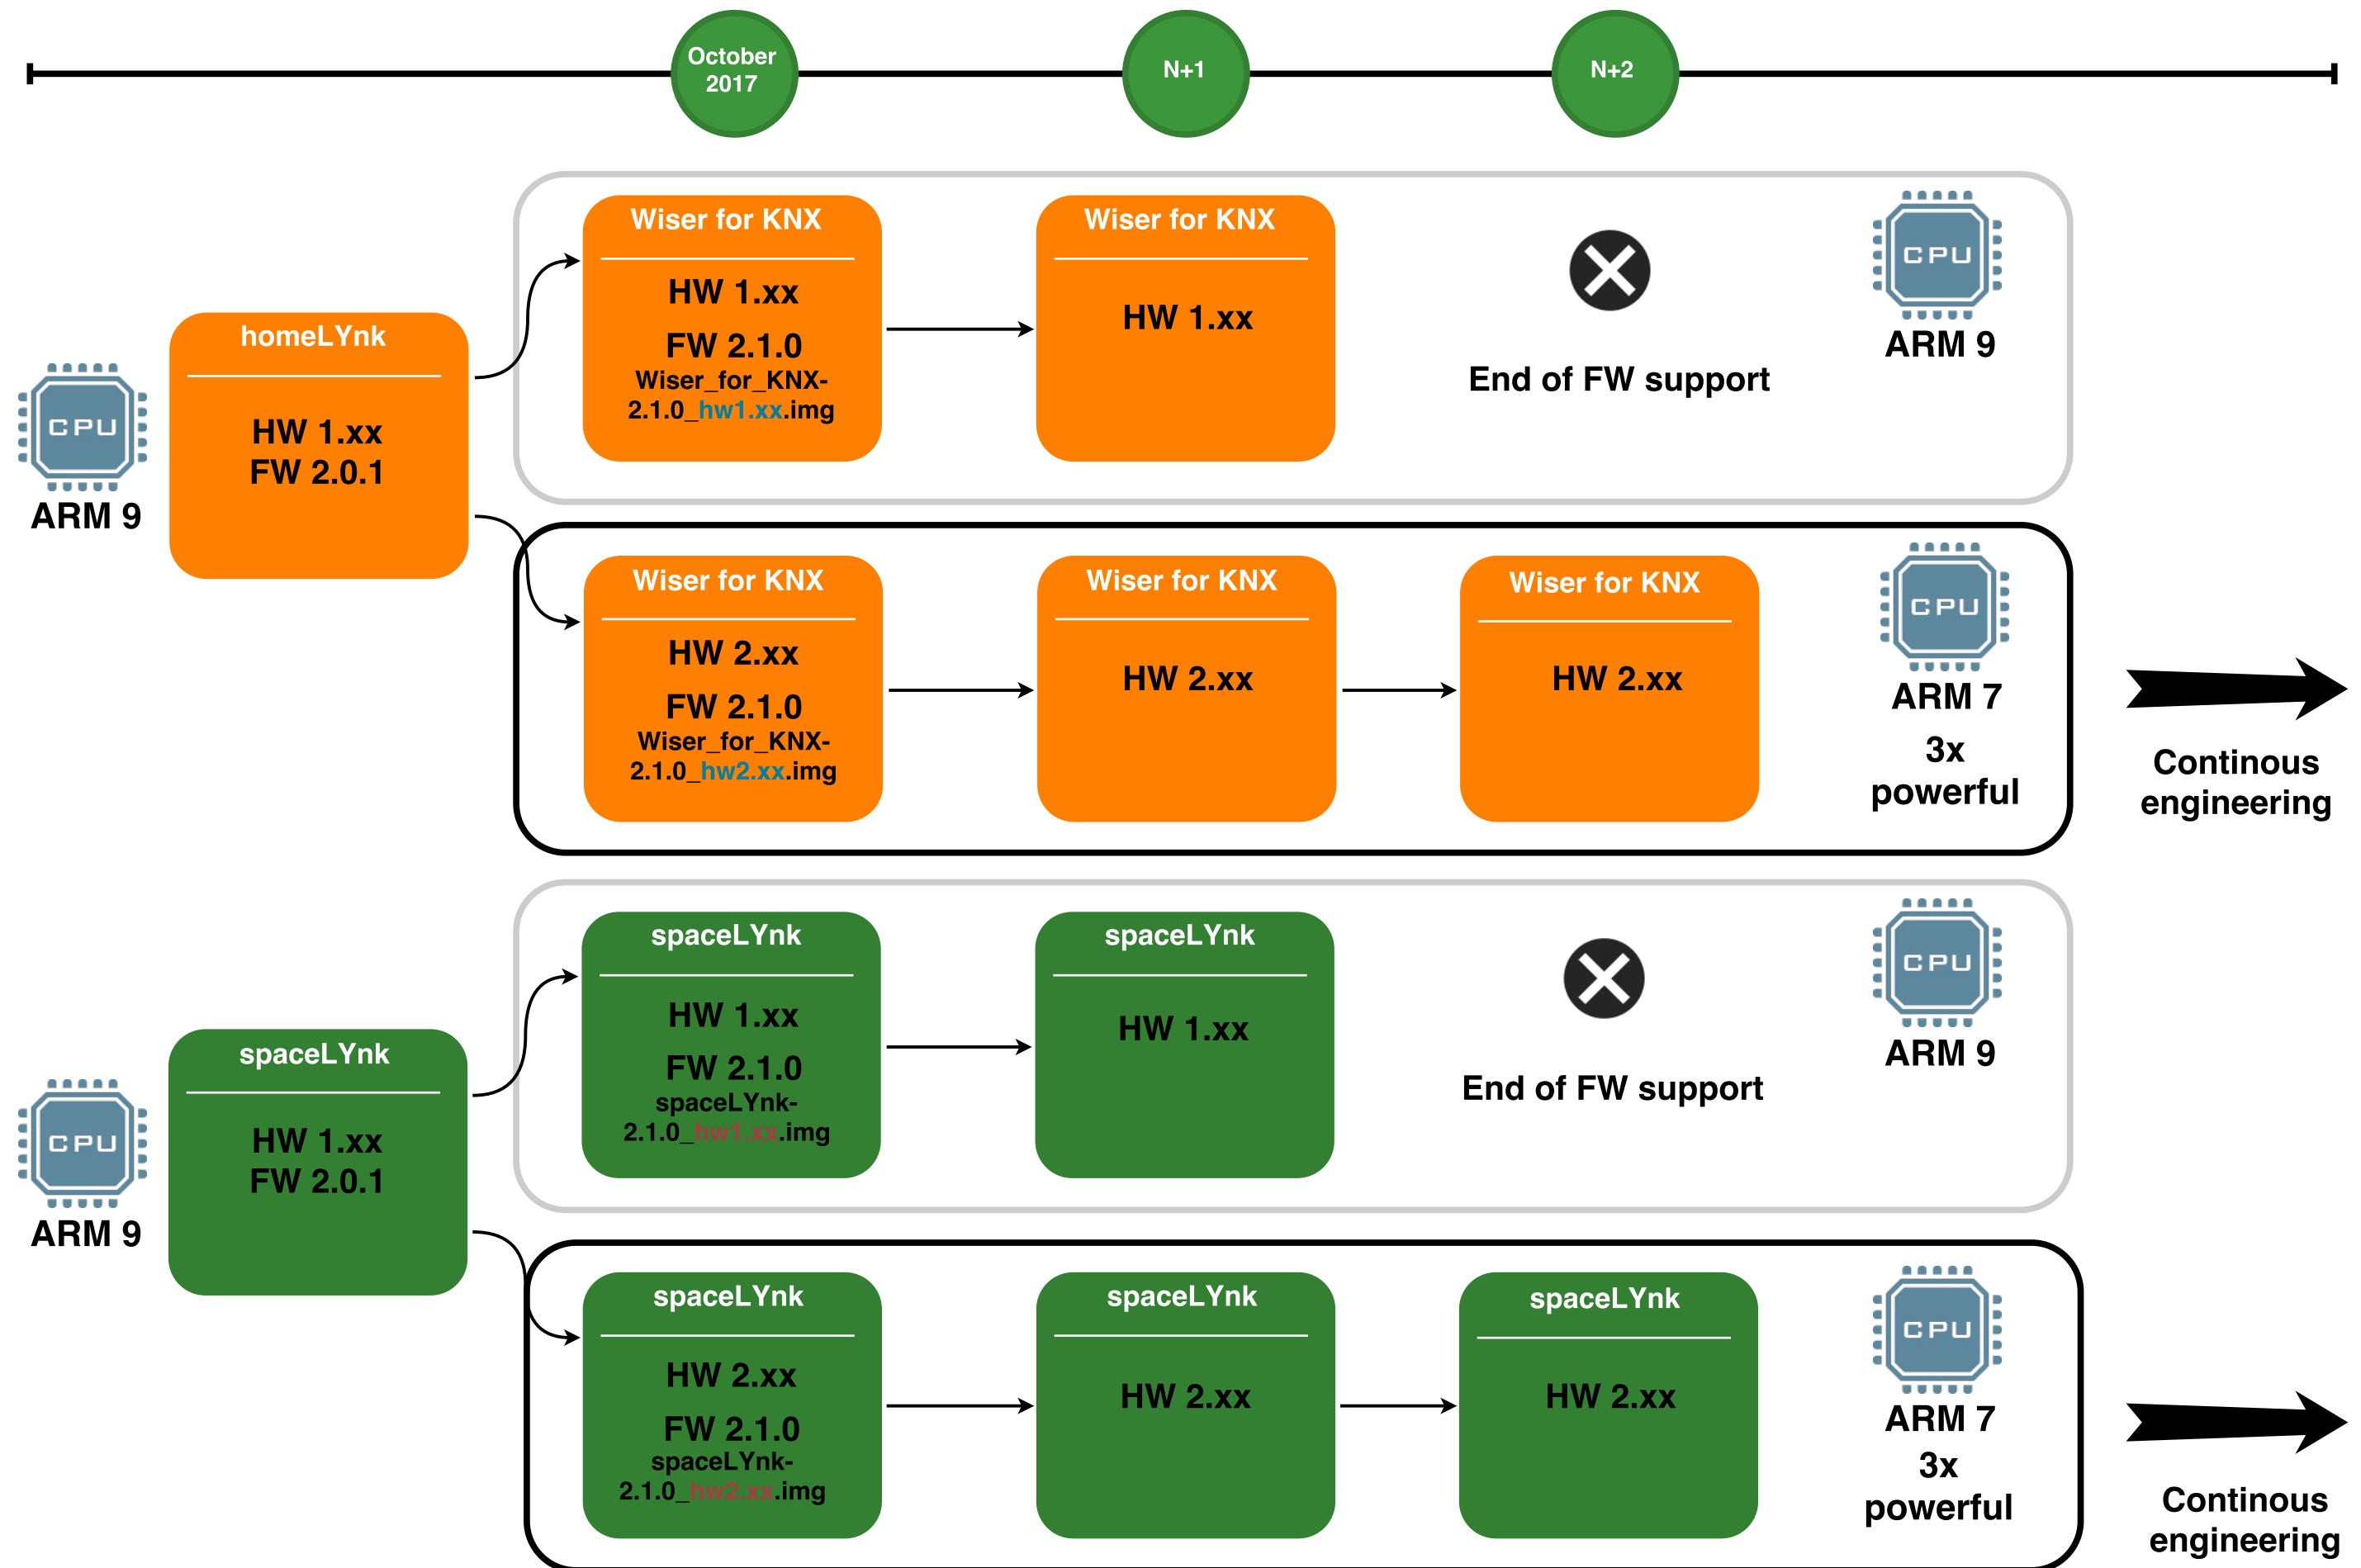 October
2017
N+1
N+2
Wiser for KNX
HW 1.xx
FW 2.1.0
Wiser_for_KNX-
2.1.0_hw1.xx.img
Wiser for KNX
HW 1.xx
End of FW support
CPU
ARM 9
CPU
ARM 9
homeLYnk
HW 1.xx
FW 2.0.1
Wiser for KNX
HW 2.xx
FW 2.1.0
Wiser_for_KNX-
2.1.0_hw2.xx.img
Wiser for KNX
HW 2.xx
Wiser for KNX
HW 2.xx
CPU
ARM 7
3x
powerful
Continous
engineering
spaceLYnk
HW 1.xx
FW 2.1.0
spaceLYnk-
2.1.0_hw1.xx.img
spaceLYnk
HW 1.xx
End of FW support
CPU
ARM 9
CPU
ARM 9
spaceLYnk
HW 1.xx
FW 2.0.1
spaceLYnk
HW 2.xx
FW 2.1.0
spaceLYnk-
2.1.0_hw2.xx.img
spaceLYnk
HW 2.xx
spaceLYnk
HW 2.xx
CPU
ARM 7
3x
powerful
Continous
engineering